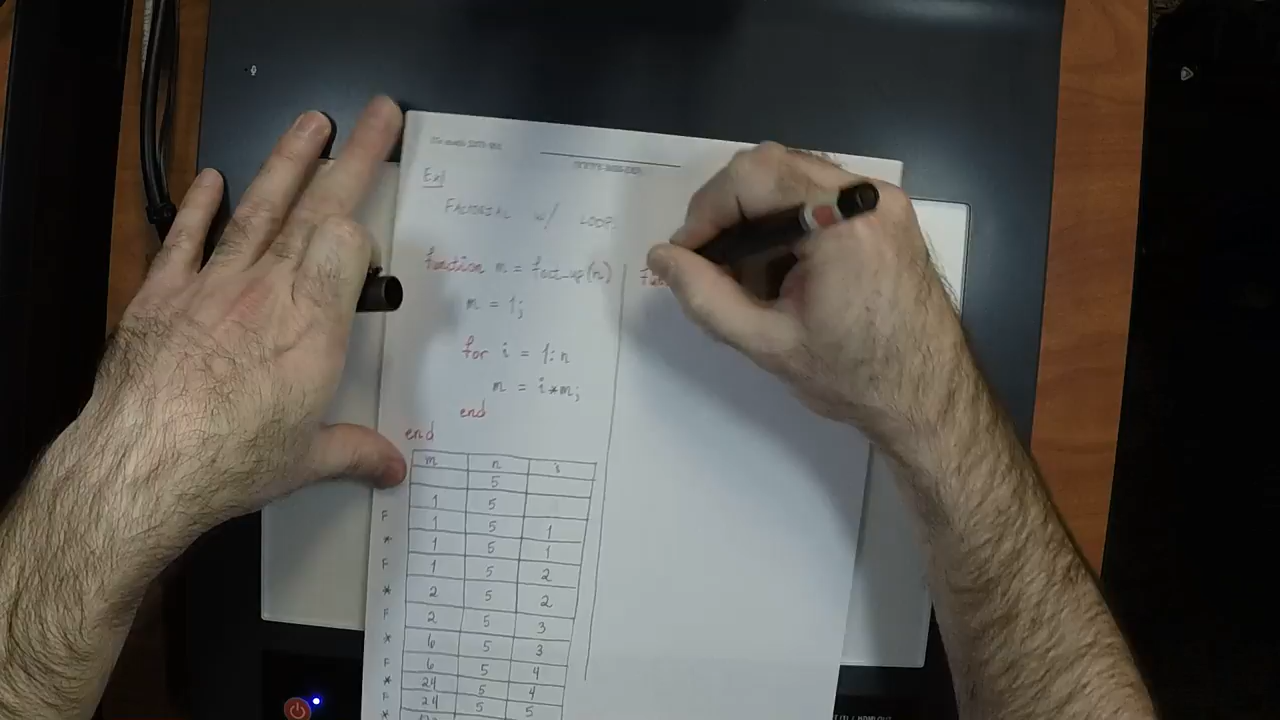 Ex1
FACTORIAL w/ LOOP
function m = fact_up(n)
m = 1;
for i = 1:n
m = i*m;
end
end
m n i
5
1 5
F 1 5 1
* 1 5 1
F 1 5 2
* 2 5 2
F 2 5 3
* 6 5 3
F 6 5 4
* 24 5 4
F 24 5 5
*